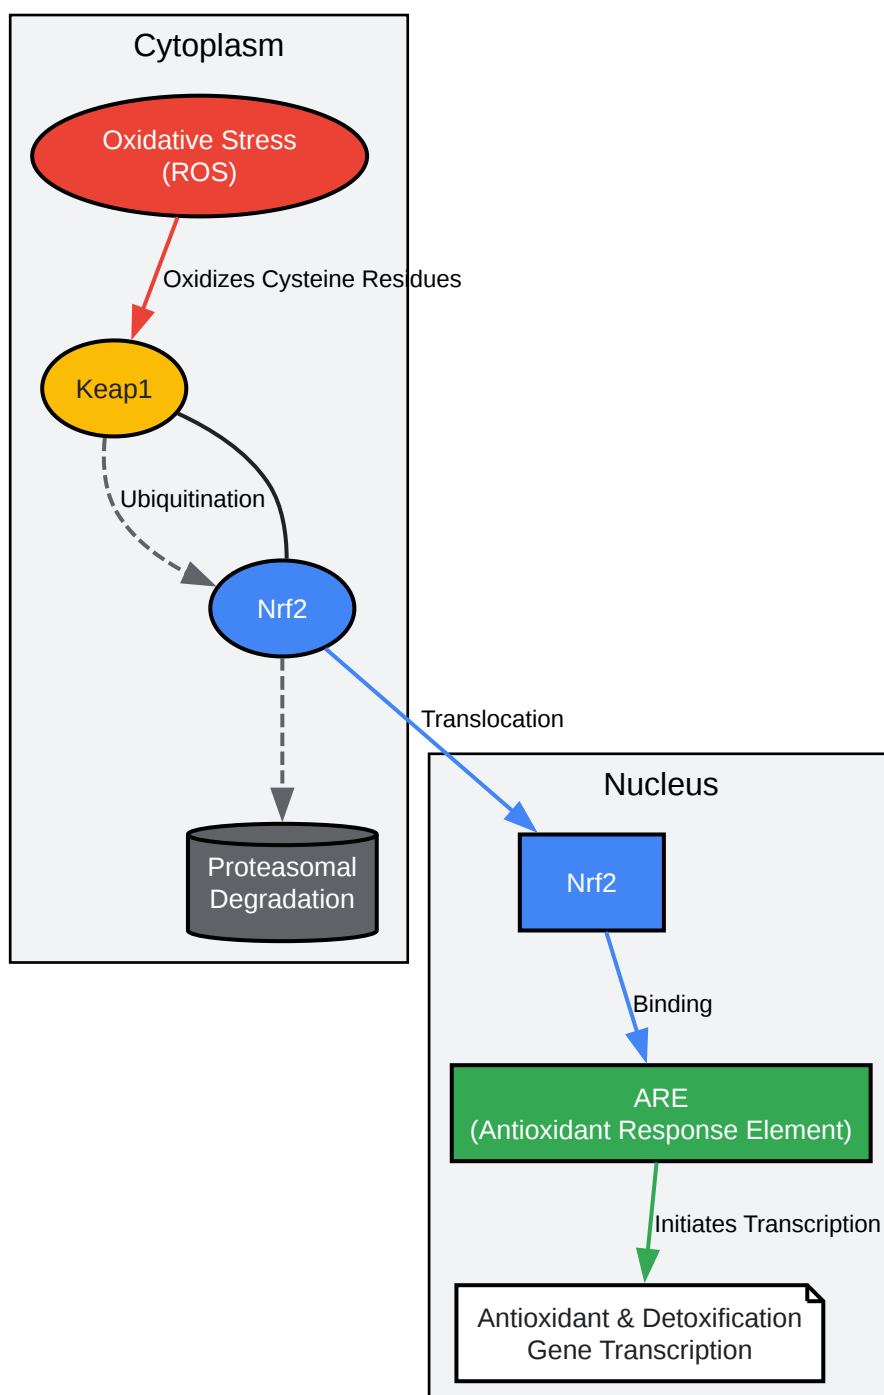 Cytoplasm
Oxidative Stress
(ROS)
Oxidizes Cysteine Residues
Keap1
Ubiquitination
Nrf2
Translocation
Proteasomal
Degradation
Nucleus
Nrf2
Binding
ARE
(Antioxidant Response Element)
Initiates Transcription
Antioxidant & Detoxification
Gene Transcription